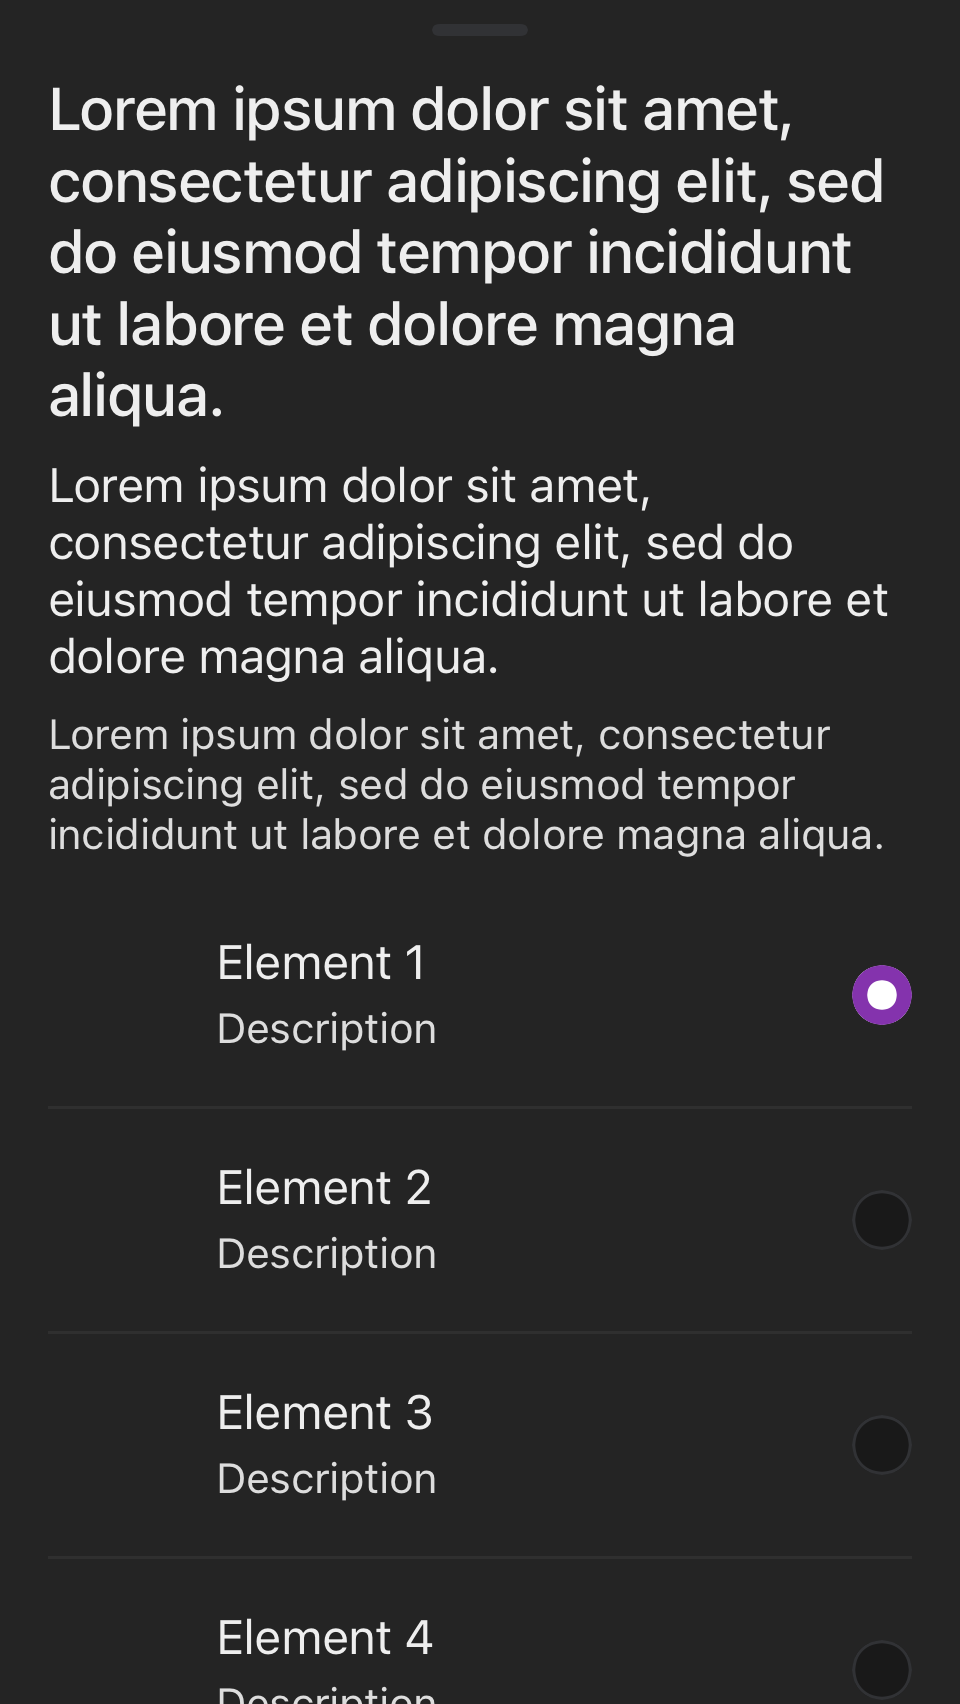 Lorem ipsum dolor sit amet,
consectetur adipiscing elit, sed
do eiusmod tempor incididunt
ut labore et dolore magna
aliqua.
Lorem ipsum dolor sit amet,
consectetur adipiscing elit, sed do
eiusmod tempor incididunt ut labore et
dolore magna aliqua.
Lorem ipsum dolor sit amet, consectetur
adipiscing elit, sed do eiusmod tempor
incididunt ut labore et dolore magna aliqua.
Element 1
Description
Element 2
Description
Element 3
Description
Element 4
Description